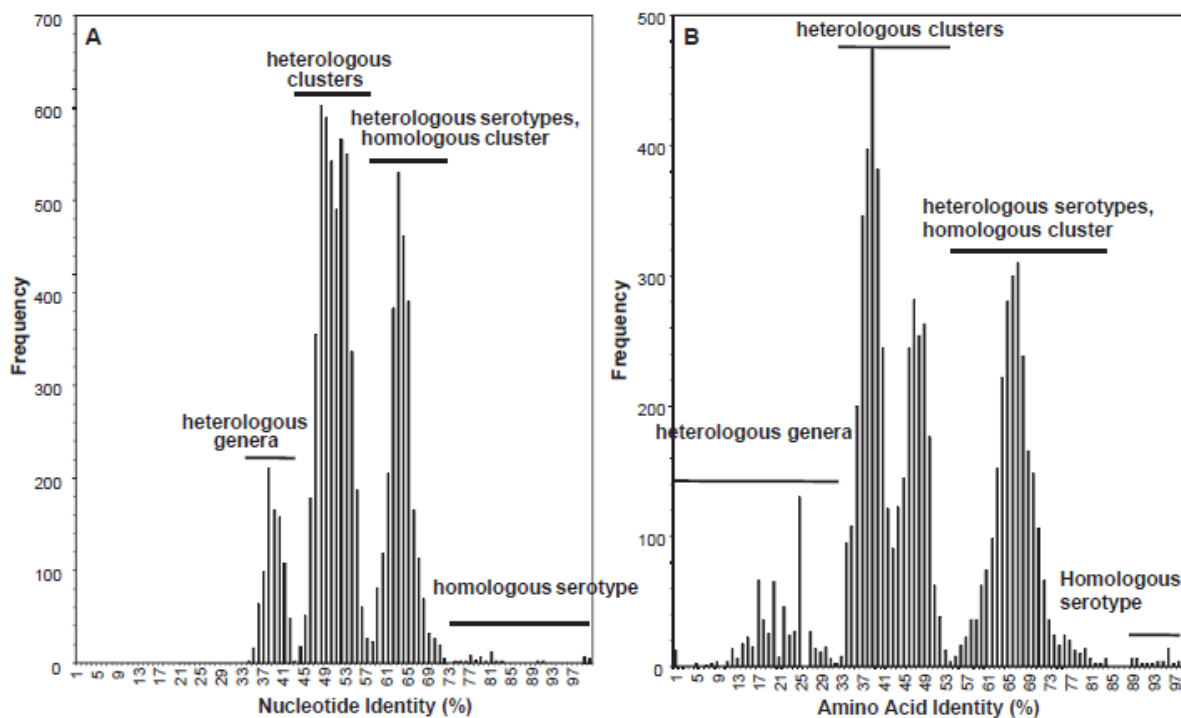 A
heterologous
clusters
heterologous serotypes,
homologous cluster
heterologous
genera
homologous serotype
Frequency
700
600
500
400
300
200
100
0
1 5 9 13 17 21 25 29 33 37 41 45 49 53 57 61 65 69 73 77 81 85 89 93 97
Nucleotide Identity (%)
B
heterologous clusters
heterologous serotypes,
homologous cluster
heterologous genera
Homologous
serotype
Frequency
500
400
300
200
100
0
1 5 9 13 17 21 25 29 33 37 41 45 49 53 57 61 65 69 73 77 81 85 89 93 97
Amino Acid Identity (%)